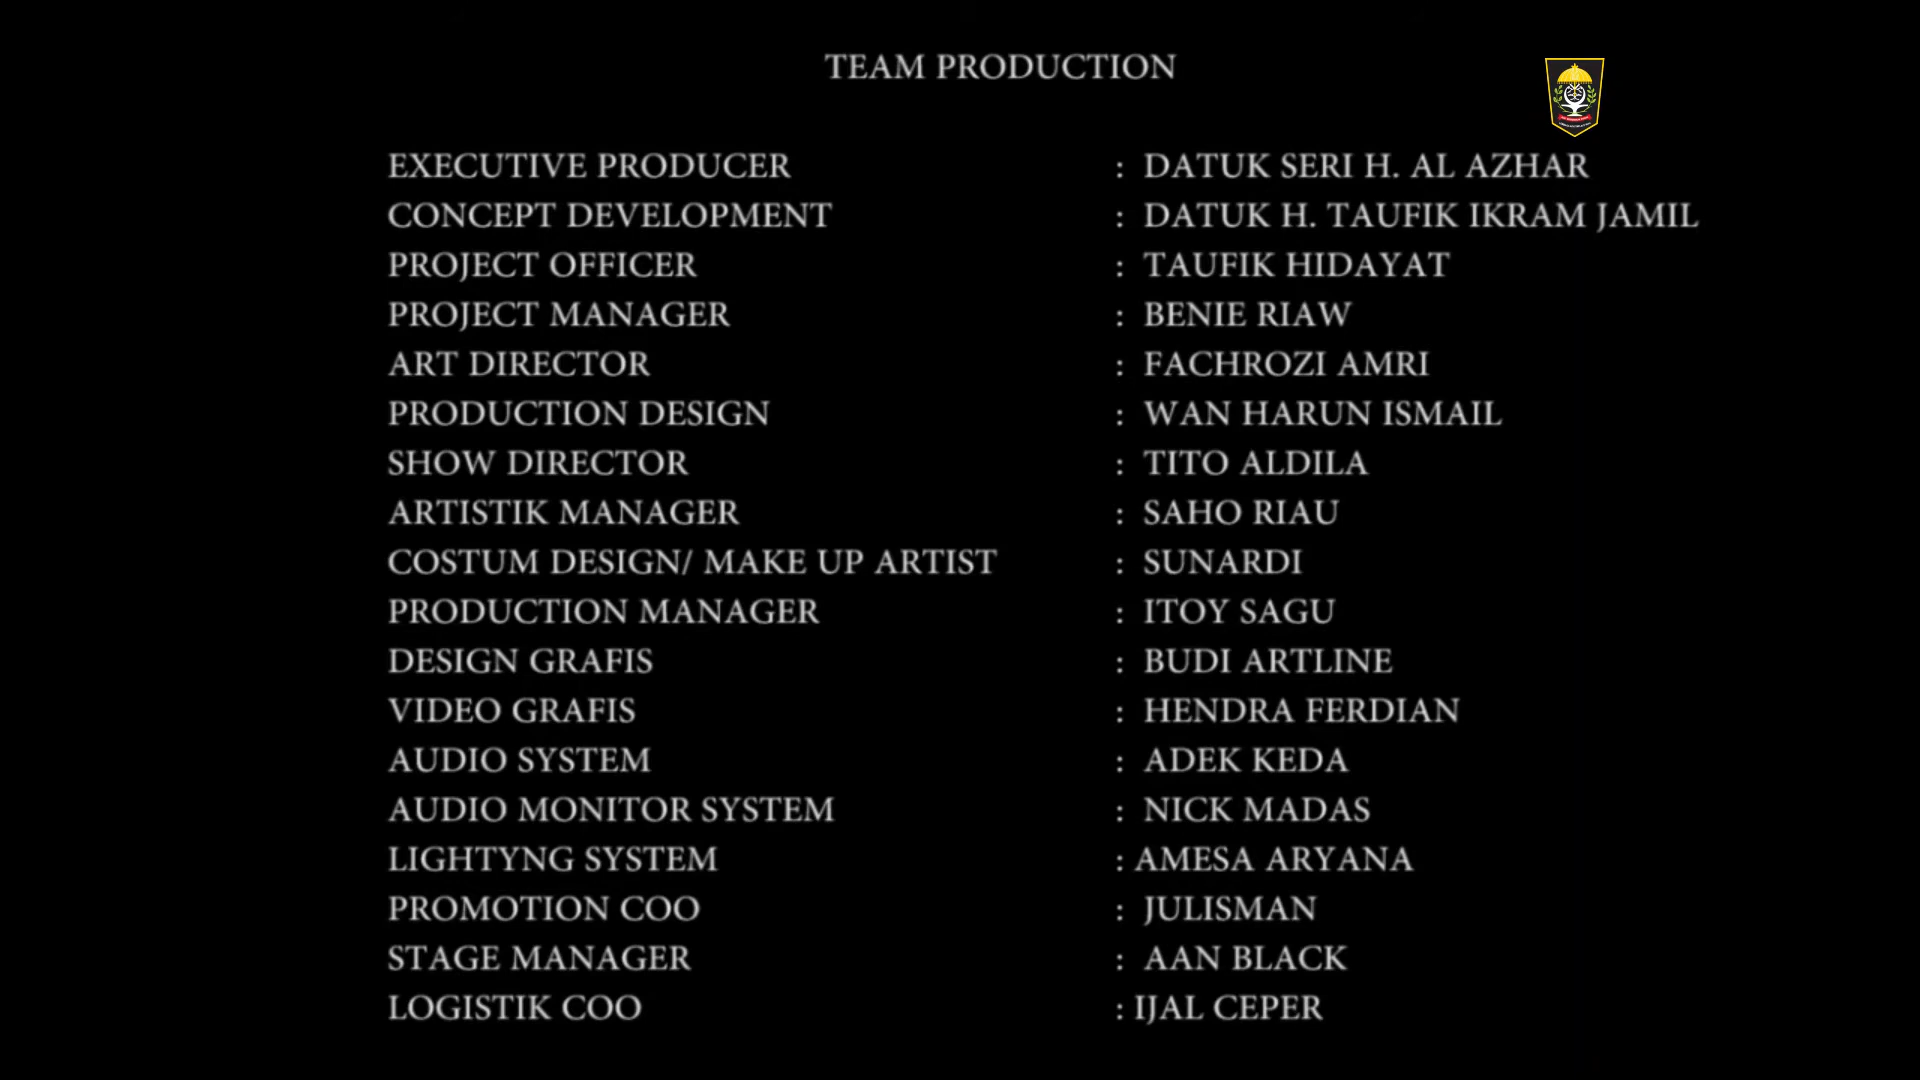 TEAM PRODUCTION
EXECUTIVE PRODUCER : DATUK SERI H. AL AZHAR
CONCEPT DEVELOPMENT : DATUK H. TAUFIK IKRAM JAMIL
PROJECT OFFICER : TAUFIK HIDAYAT
PROJECT MANAGER : BENIE RIAW
ART DIRECTOR : FACHROZI AMRI
PRODUCTION DESIGN : WAN HARUN ISMAIL
SHOW DIRECTOR : TITO ALDILA
ARTISTIK MANAGER : SAHO RIAU
COSTUM DESIGN/ MAKE UP ARTIST : SUNARDI
PRODUCTION MANAGER : ITOY SAGU
DESIGN GRAFIS : BUDI ARTLINE
VIDEO GRAFIS : HENDRA FERDIAN
AUDIO SYSTEM : ADEK KEDA
AUDIO MONITOR SYSTEM : NICK MADAS
LIGHTYNG SYSTEM : AMESA ARYANA
PROMOTION COO : JULISMAN
STAGE MANAGER : AAN BLACK
LOGISTIK COO : IJAL CEPER